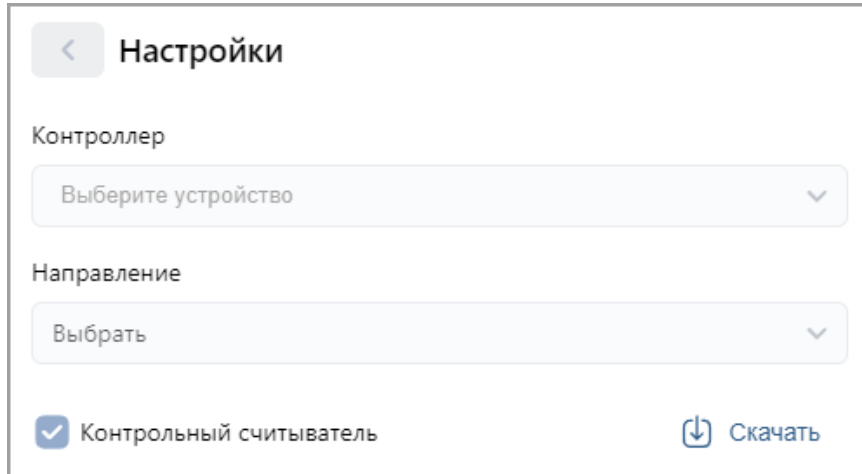 Настройки
Контроллер
Выберите устройство
Направление
Выбрать
Контрольный считыватель Скачать